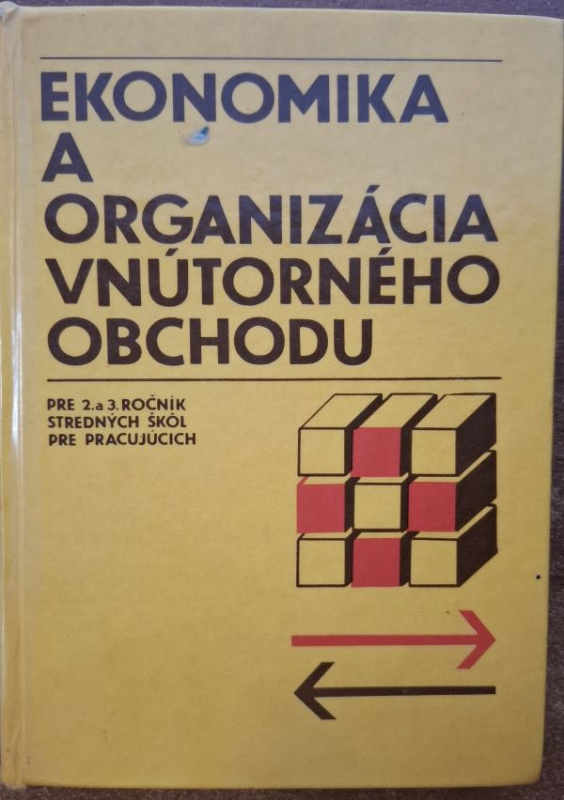 EKONOMIKA
A
ORGANIZÁCIA
VNÚTORNÉHO
OBCHODU
PRE 2. a 3. ROČNÍK
STREDNÝCH ŠKÔL
PRE PRACUJÚCICH